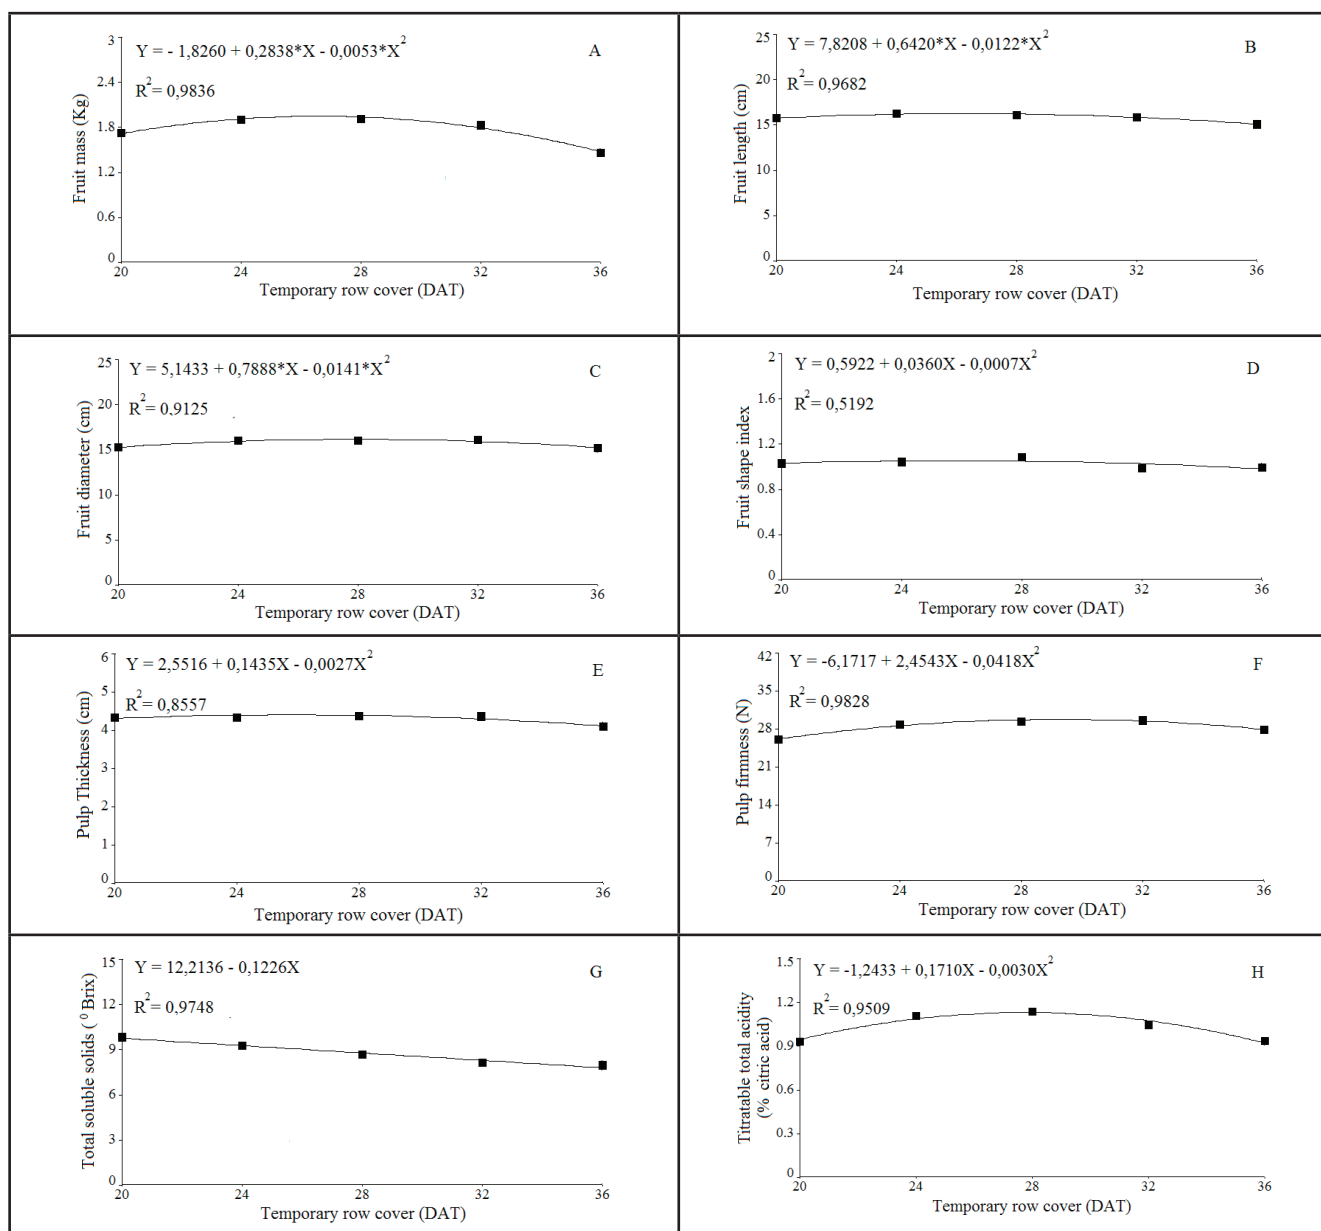 Y = - 1,8260 + 0,2838*X - 0,0053*X²
A
R² = 0,9836
3
2.4
1.8
1.2
0.6
0
Fruit mass (Kg)
20 24 28 32 36
Temporary row cover (DAT)
Y = 7,8208 + 0,6420*X - 0,0122*X²
B
R² = 0,9682
25
20
15
10
5
0
Fruit length (cm)
20 24 28 32 36
Temporary row cover (DAT)
Y = 5,1433 + 0,7888*X - 0,0141*X²
C
R² = 0,9125
25
20
15
10
5
0
Fruit diameter (cm)
20 24 28 32 36
Temporary row cover (DAT)
Y = 0,5922 + 0,0360X - 0,0007X²
D
R² = 0,5192
2
1.6
1.2
0.8
0.4
0
Fruit shape index
20 24 28 32 36
Temporary row cover (DAT)
Y = 2,5516 + 0,1435X - 0,0027X²
E
R² = 0,8557
6
5
4
3
2
1
0
Pulp Thickness (cm)
20 24 28 32 36
Temporary row cover (DAT)
Y = -6,1717 + 2,4543X - 0,0418X²
F
R² = 0,9828
42
35
28
21
14
7
0
Pulp firmness (N)
20 24 28 32 36
Temporary row cover (DAT)
Y = 12,2136 - 0,1226X
G
R² = 0,9748
15
12
9
6
3
0
Total soluble solids ( ⁰ Brix)
20 24 28 32 36
Temporary row cover (DAT)
Y = -1,2433 + 0,1710X - 0,0030X²
H
R² = 0,9509
1.5
1.2
0.9
0.6
0.3
0
Titratable total acidity
(% citric acid)
20 24 28 32 36
Temporary row cover (DAT)